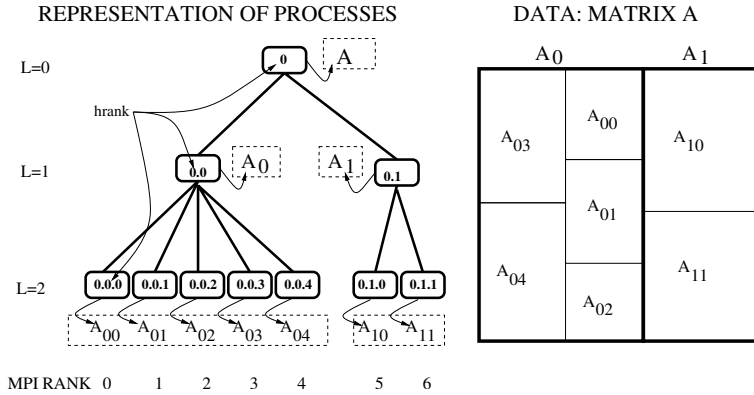 REPRESENTATION OF PROCESSES
DATA: MATRIX A
L=0
0
A
hrank
L=1
0.0
A0
A1
0.1
L=2
0.0.0 0.0.1 0.0.2 0.0.3 0.0.4 0.1.0 0.1.1
A00 A01 A02 A03 A04 A10 A11
MPI RANK 0 1 2 3 4 5 6
A0 A1
A03
A00
A10
A01
A04
A11
A02